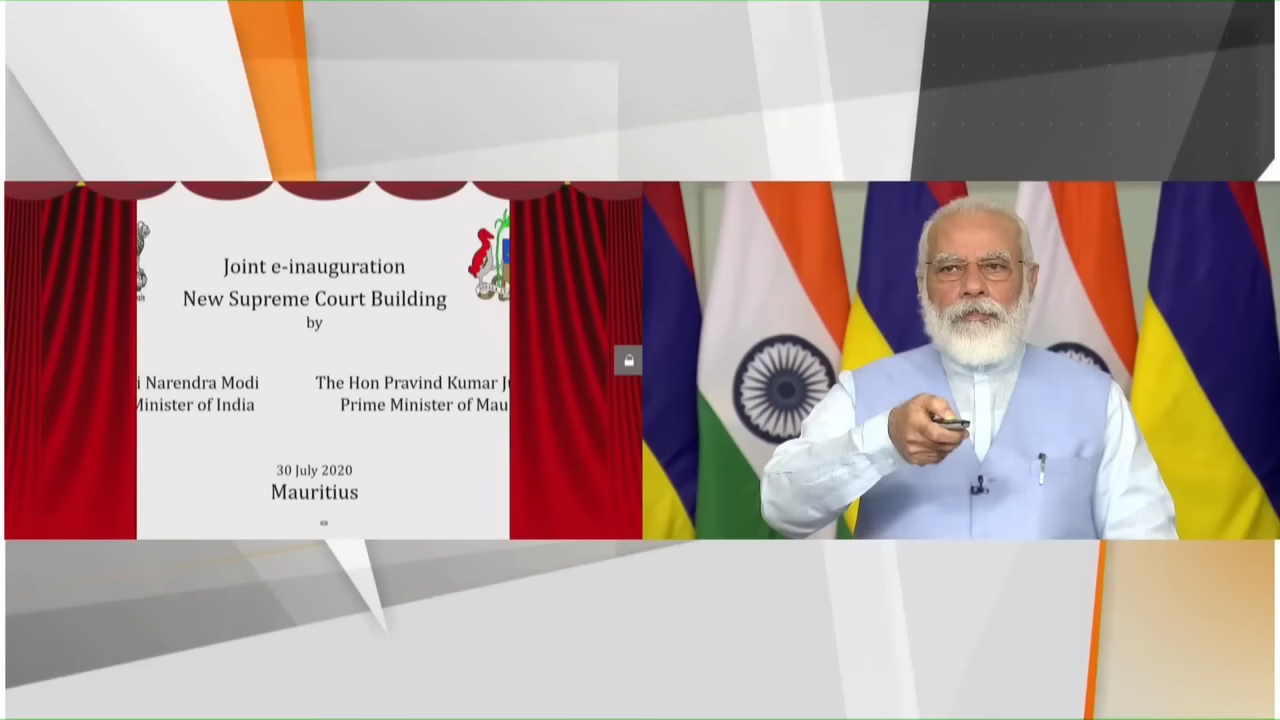 Joint e-inauguration
New Supreme Court Building
by
i Narendra Modi
Minister of India
The Hon Pravind Kumar J
Prime Minister of Mau
30 July 2020
Mauritius